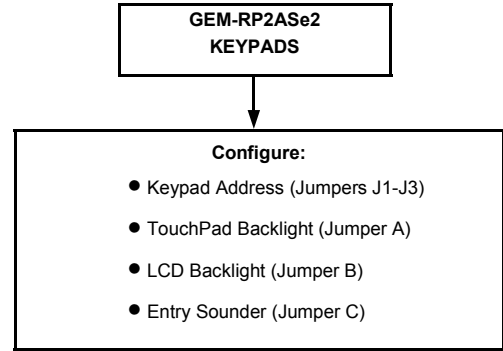 GEM-RP2ASe2
KEYPADS
Configure:
● Keypad Address (Jumpers J1-J3)
● TouchPad Backlight (Jumper A)
● LCD Backlight (Jumper B)
● Entry Sounder (Jumper C)